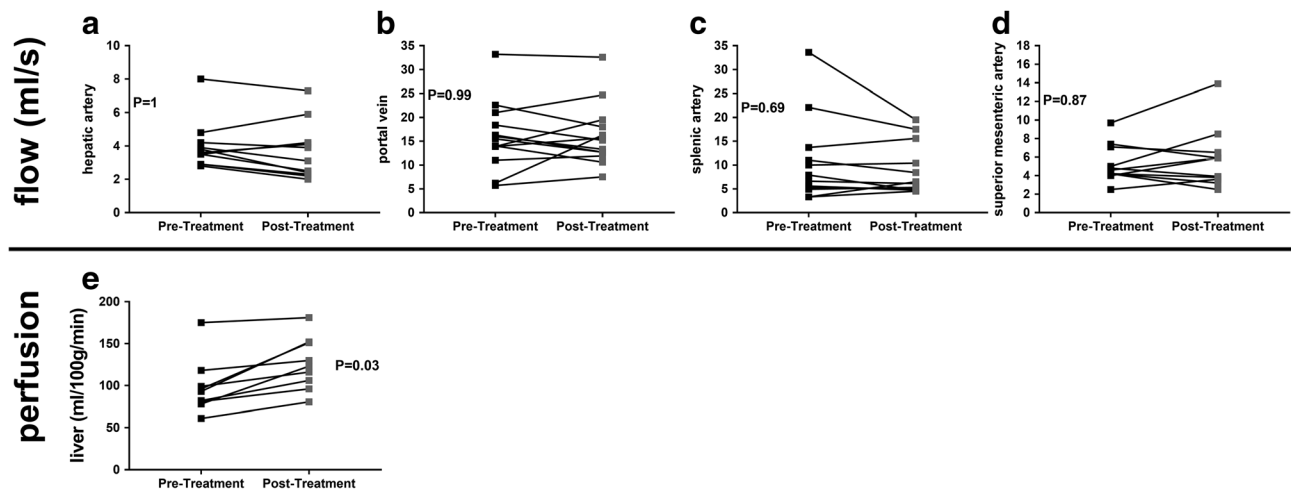 flow (ml/s)
a
hepatic artery
10
8
6
4
2
0
P=1
Pre-Treatment Post-Treatment
b
portal vein
35
30
25
20
15
10
5
0
P=0.99
Pre-Treatment Post-Treatment
c
splenic artery
35
30
25
20
15
10
5
0
P=0.69
Pre-Treatment Post-Treatment
d
superior mesenteric artery
18
16
14
12
10
8
6
4
2
0
P=0.87
Pre-Treatment Post-Treatment
perfusion
e
liver (ml/100g/min)
200
150
100
50
0
P=0.03
Pre-Treatment Post-Treatment